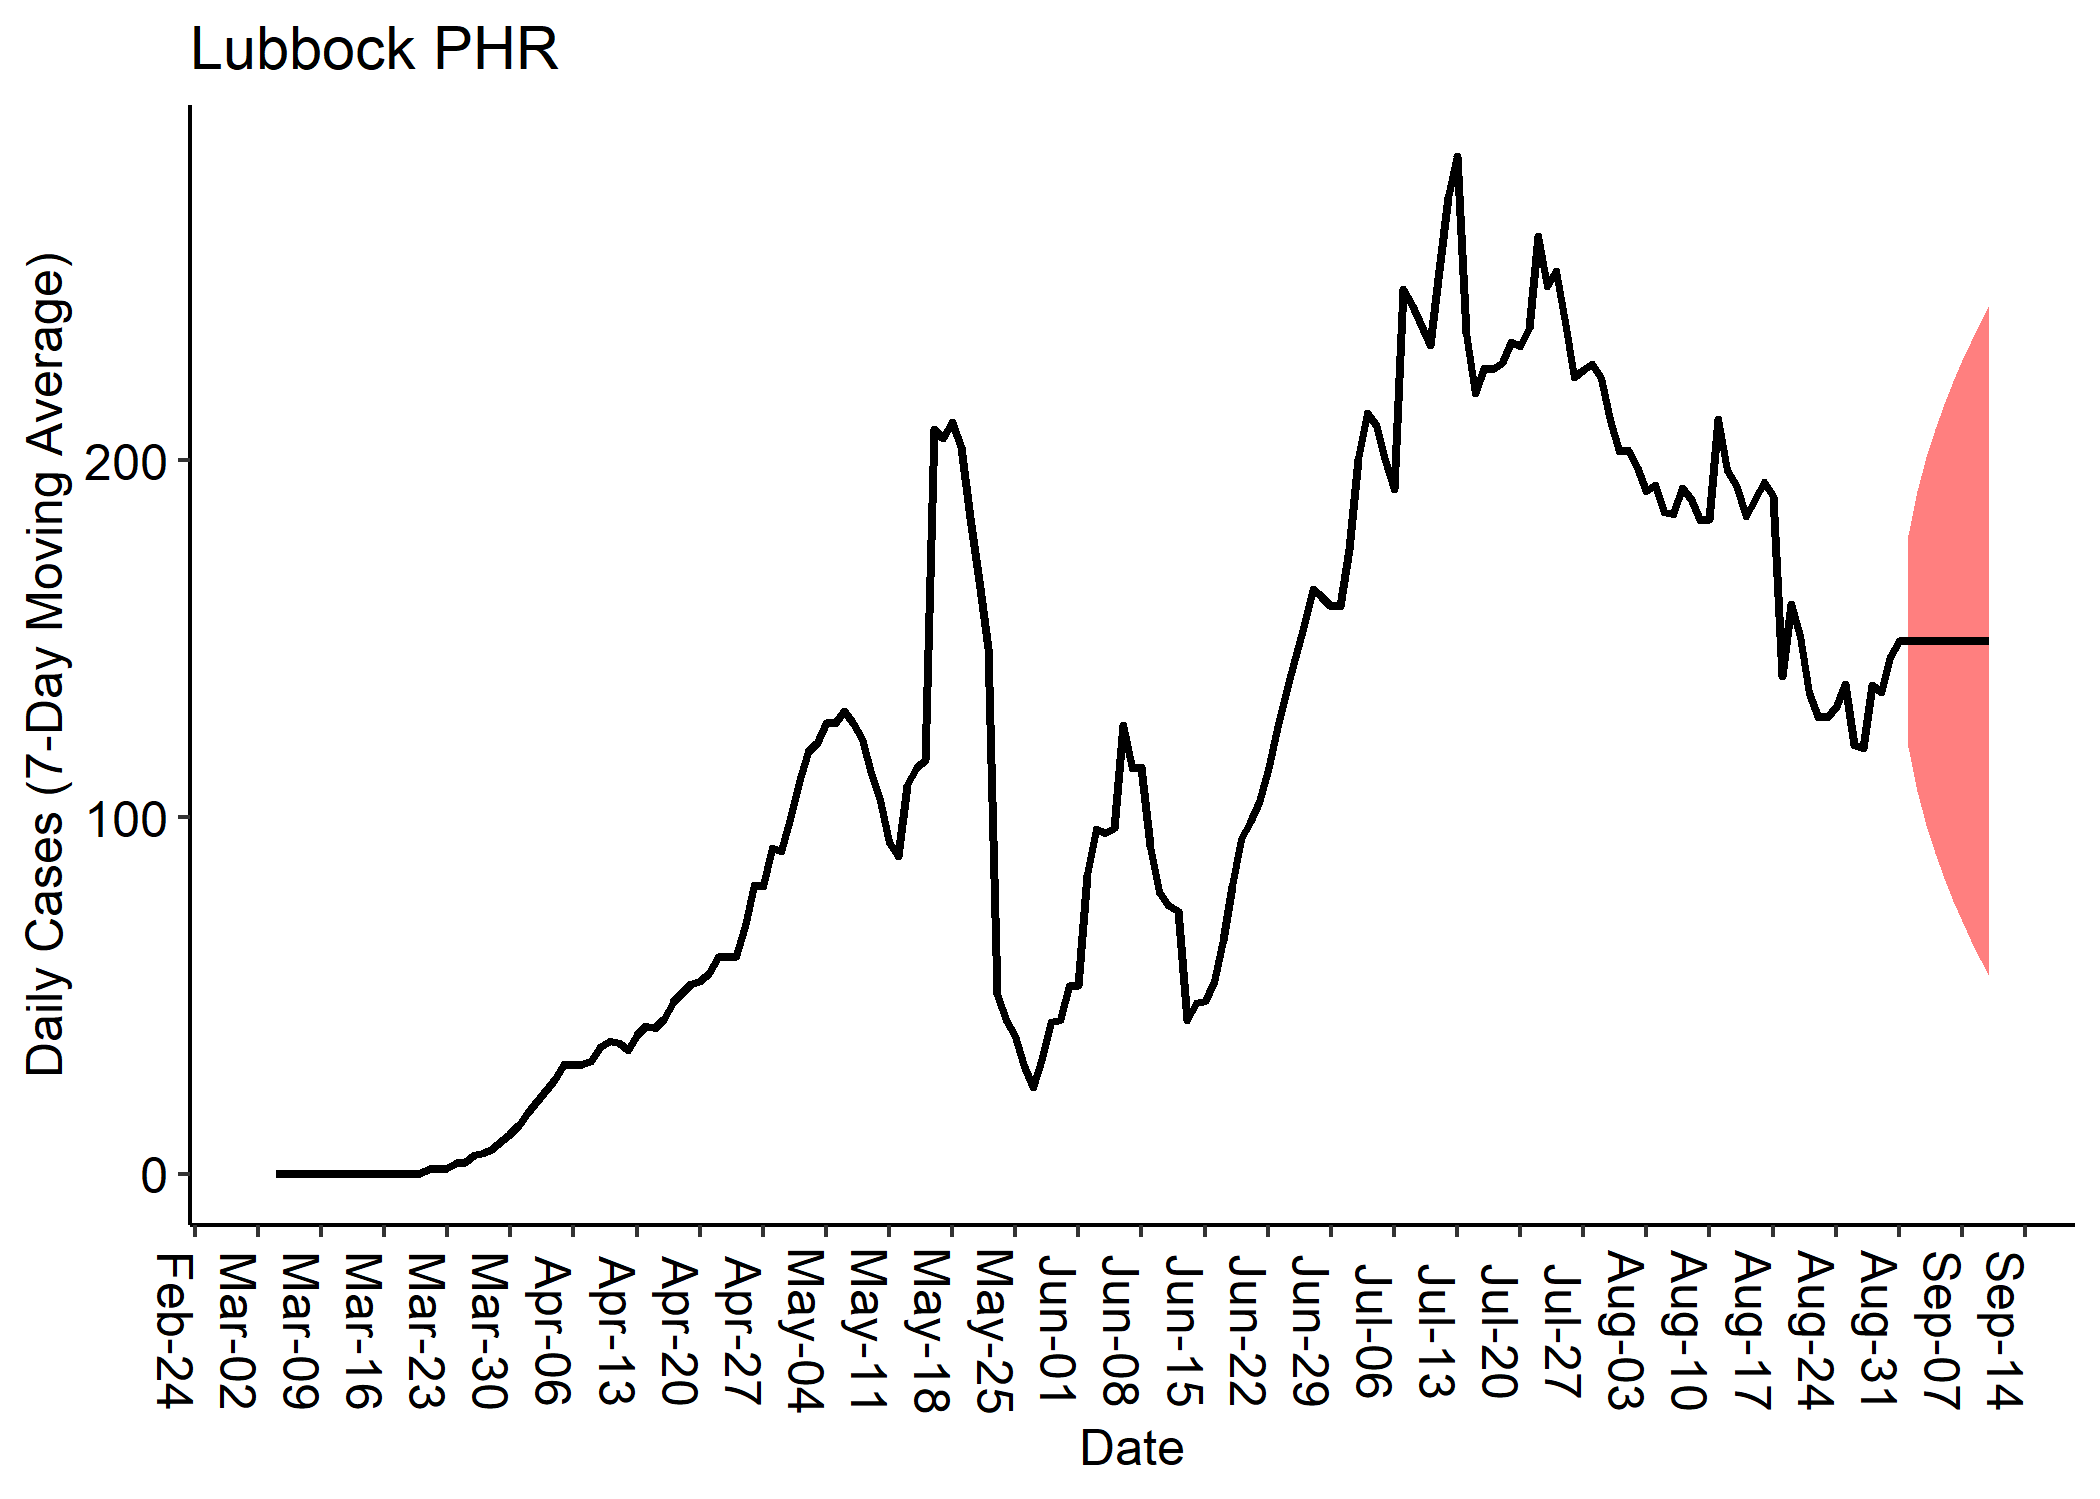 Lubbock PHR
Daily Cases (7-Day Moving Average)
200
100
0
Feb-24
Mar-02
Mar-09
Mar-16
Mar-23
Mar-30
Apr-06
Apr-13
Apr-20
Apr-27
May-04
May-11
May-18
May-25
Jun-01
Jun-08
Jun-15
Jun-22
Jun-29
Jul-06
Jul-13
Jul-20
Jul-27
Aug-03
Aug-10
Aug-17
Aug-24
Aug-31
Sep-07
Sep-14
Date